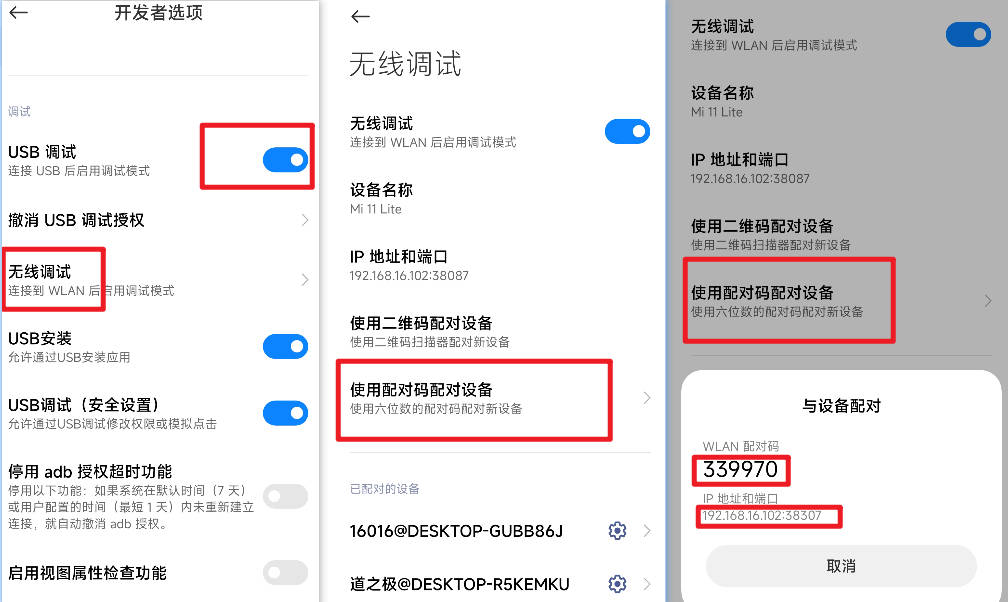 开发者选项
调试
USB 调试
连接 USB 后启用调试模式
撤消 USB 调试授权
无线调试
连接到 WLAN 后启用调试模式
USB安装
允许通过USB安装应用
USB调试（安全设置）
允许通过USB调试修改权限或模拟点击
停用 adb 授权超时功能
停用以下功能：如果系统在默认时间（7 天）
或用户配置的时间（最短 1 天）内未重新建立
连接，就自动撤消 adb 授权。
启用视图属性检查功能
无线调试
无线调试
连接到 WLAN 后启用调试模式
设备名称
Mi 11 Lite
IP 地址和端口
192.168.16.102:38087
使用二维码配对设备
使用二维码扫描器配对新设备
使用配对码配对设备
使用六位数的配对码配对新设备
已配对的设备
16016@DESKTOP-GUBB86J
道之极@DESKTOP-R5KEMKU
无线调试
连接到 WLAN 后启用调试模式
设备名称
Mi 11 Lite
IP 地址和端口
192.168.16.102:38087
使用二维码配对设备
使用二维码扫描器配对新设备
使用配对码配对设备
使用六位数的配对码配对新设备
与设备配对
WLAN 配对码
339970
IP 地址和端口
192.168.16.102:38307
取消